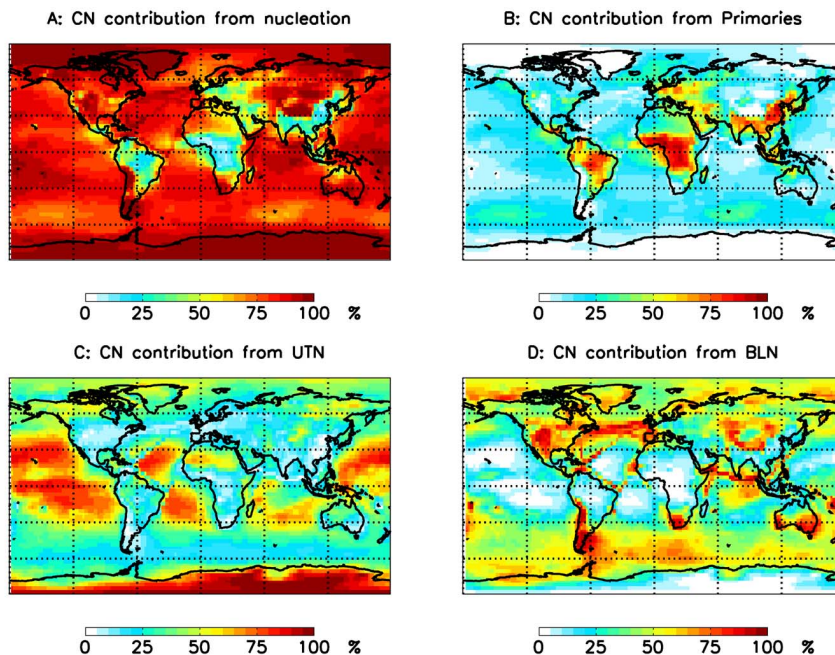 A: CN contribution from nucleation
B: CN contribution from Primaries
0 25 50 75 100 %
0 25 50 75 100 %
C: CN contribution from UTN
D: CN contribution from BLN
0 25 50 75 100 %
0 25 50 75 100 %